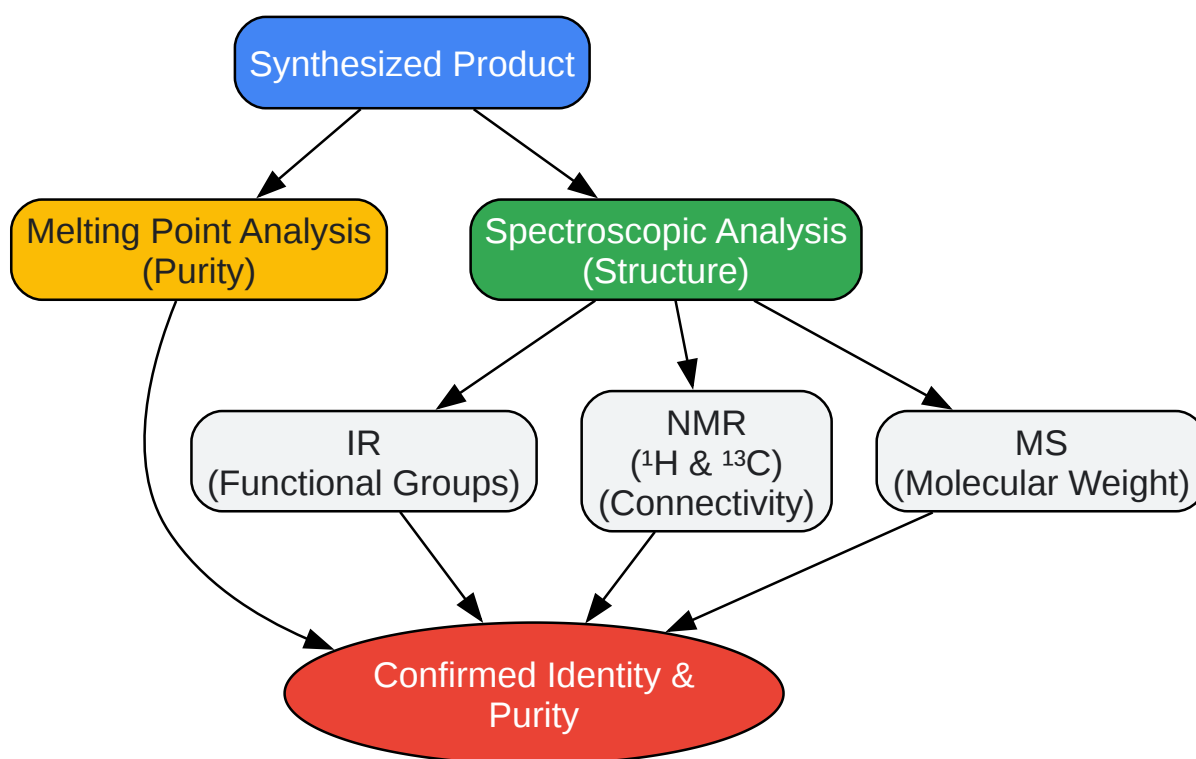 Synthesized Product
Melting Point Analysis
(Purity)
Spectroscopic Analysis
(Structure)
IR
(Functional Groups)
NMR
(¹H & ¹³C)
(Connectivity)
MS
(Molecular Weight)
Confirmed Identity &
Purity